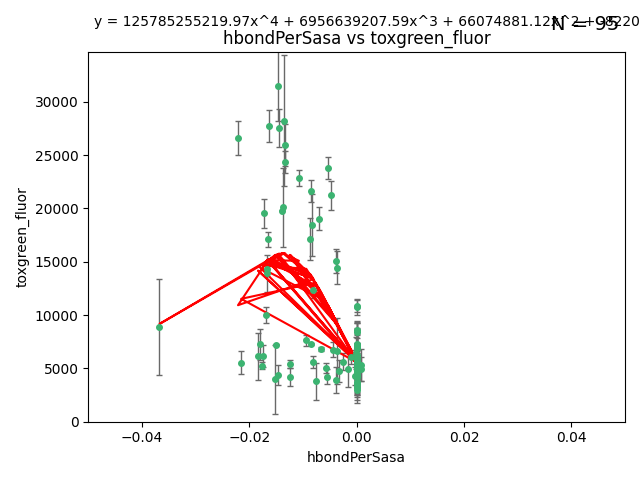 y = 125785255219.97x^4 + 6956639207.59x^3 + 66074881.12x^2 +
N = 95
hbondPerSasa vs toxgreen_fluor
30000
25000
20000
15000
10000
5000
0
toxgreen_fluor
−0.04
−0.02
0.00
0.02
0.04
hbondPerSasa